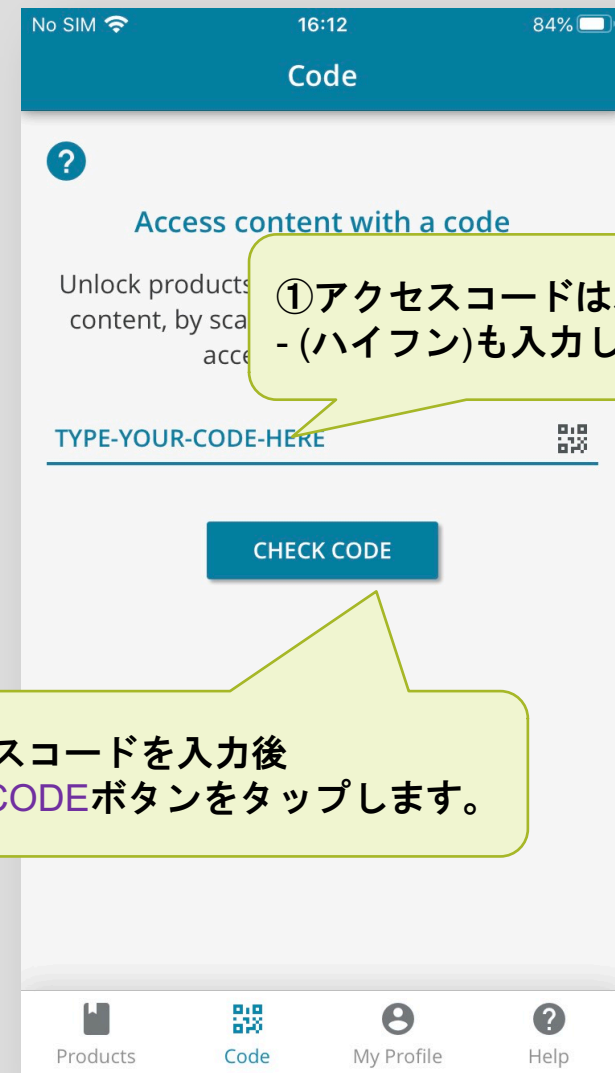 No SIM 16:12 84%
Code
Access content with a code
Unlock products
content, by sca
acce
①アクセスコードは
- (ハイフン)も入力し
TYPE-YOUR-CODE-HERE
CHECK CODE
スコードを入力後
CODEボタンをタップします。
Products Code My Profile Help